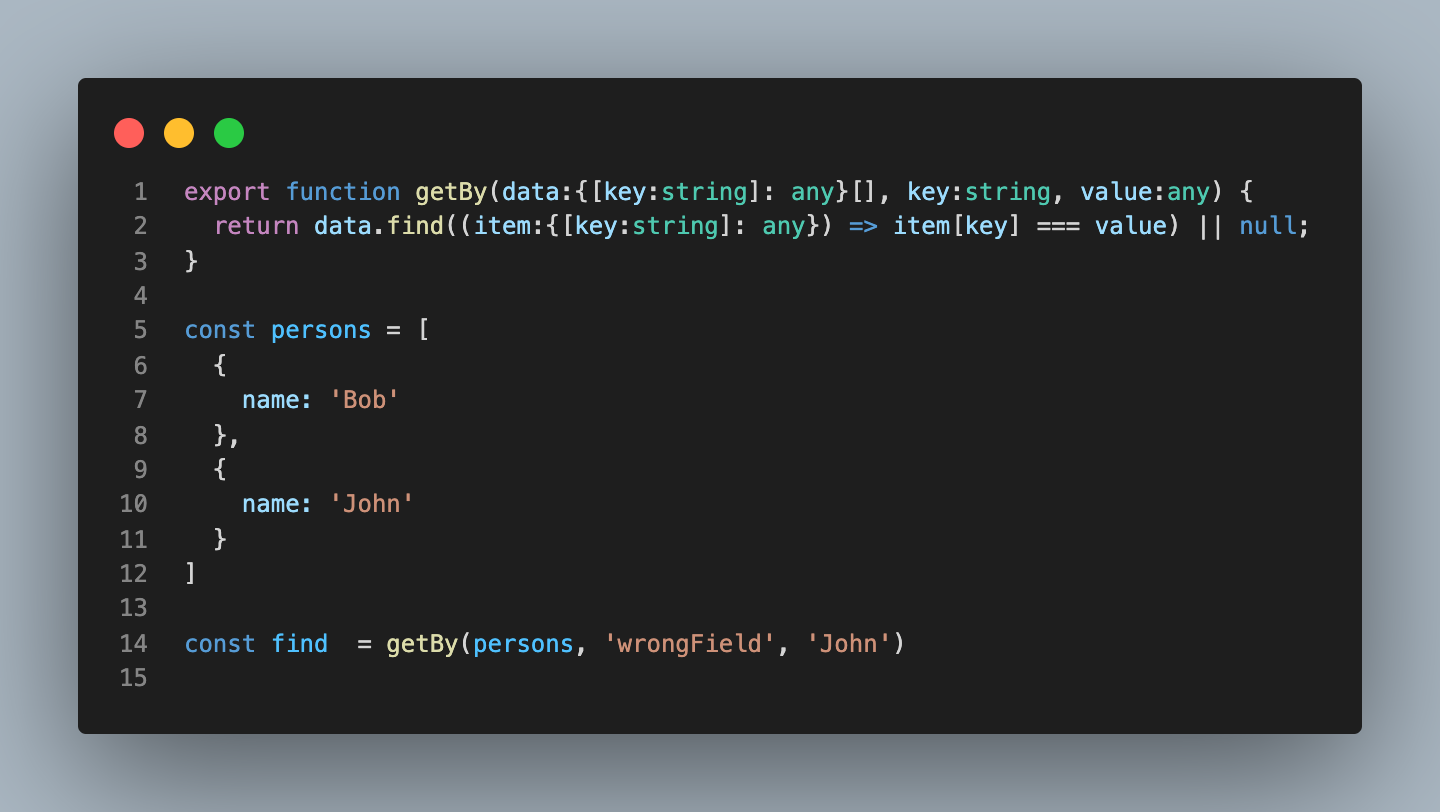 1 export function getBy(data:{[key:string]: any}[], key:string, value:any) {
2   return data.find((item:{[key:string]: any}) => item[key] === value) || null;
3 }
4
5 const persons = [
6   {
7     name: 'Bob'
8   },
9   {
10     name: 'John'
11   }
12 ]
13
14 const find  = getBy(persons, 'wrongField', 'John')
15